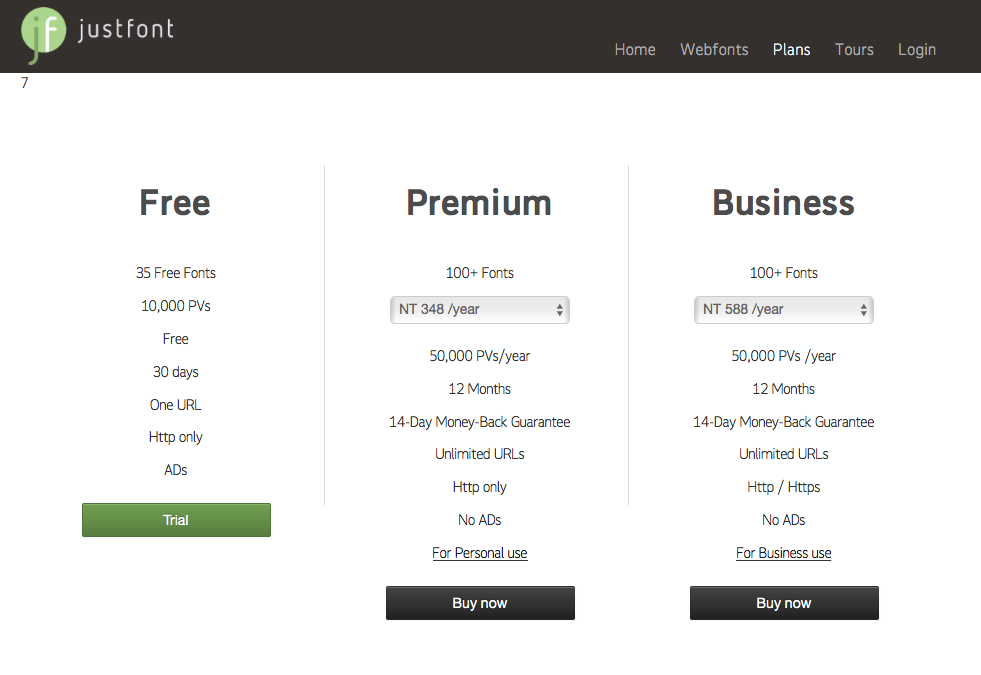 jf justfont
Home Webfonts Plans Tours Login
7
Free
35 Free Fonts
10,000 PVs
Free
30 days
One URL
Http only
ADs
Trial
Premium
100+ Fonts
NT 348 /year
50,000 PVs/year
12 Months
14-Day Money-Back Guarantee
Unlimited URLs
Http only
No ADs
For Personal use
Buy now
Business
100+ Fonts
NT 588 /year
50,000 PVs /year
12 Months
14-Day Money-Back Guarantee
Unlimited URLs
Http / Https
No ADs
For Business use
Buy now